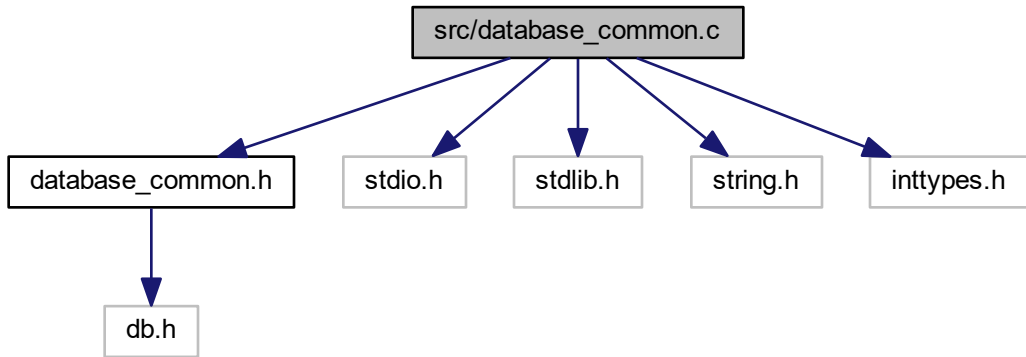 src/database_common.c
database_common.h
stdio.h
stdlib.h
string.h
inttypes.h
db.h